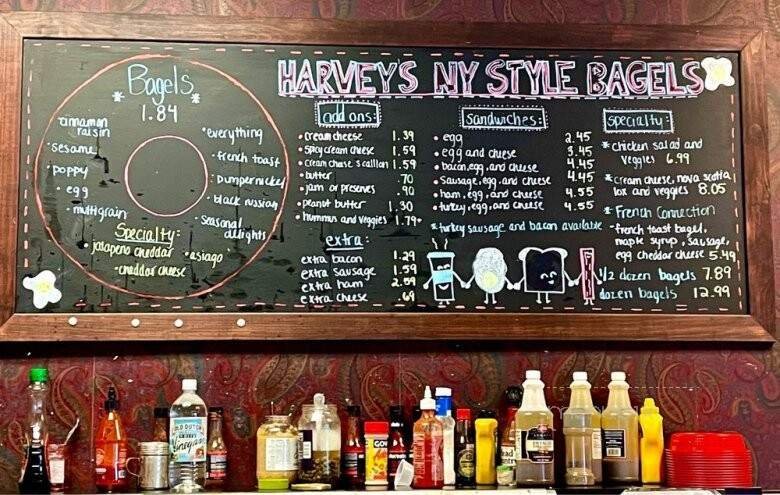 HARVEYS NY STYLE BAGELS
Bagels
1.84
cinnamon
raisin
sesame
poppy
egg
multigrain
everything
french toast
pumpernickel
black russian
seasonal
delights
Specialty:
jalapeño cheddar
asiago
cheddar cheese
add ons:
cream cheese 1.39
spicy cream cheese 1.59
cream cheese scallion 1.59
butter .70
jam or preserves .90
peanut butter 1.30
hummus and veggies 1.79+
extra:
extra bacon 1.29
extra sausage 1.59
extra ham 2.09
extra cheese .69
sandwiches:
egg 2.45
egg and cheese 3.45
bacon, egg, and cheese 4.45
sausage, egg, and cheese 4.45
ham, egg, and cheese 4.55
turkey, egg, and cheese 4.55
*turkey sausage and bacon available
specialty:
* chicken salad and
veggies 6.99
*cream cheese, nova scotia
lox and veggies 8.05
* French Connection
-french toast bagel,
maple syrup, sausage,
egg cheddar cheese 5.49
1/2 dozen bagels 7.89
dozen bagels 12.99
OLD DUTCH
Vinegar
GOYA